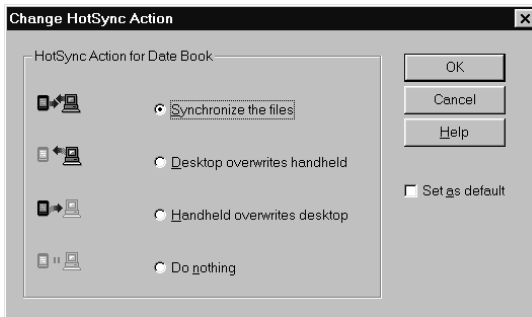 Change HotSync Action
HotSync Action for Date Book
Synchronize the files
Desktop overwrites handheld
Handheld overwrites desktop
Do nothing
OK
Cancel
Help
Set as default